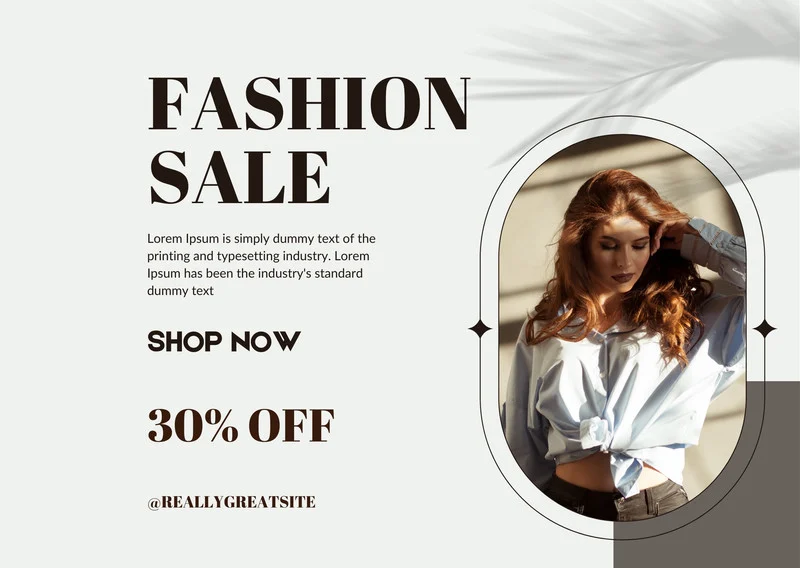 FASHION
SALE
Lorem Ipsum is simply dummy text of the
printing and typesetting industry. Lorem
Ipsum has been the industry's standard
dummy text
SHOP NOW
30% OFF
@REALLYGREATSITE